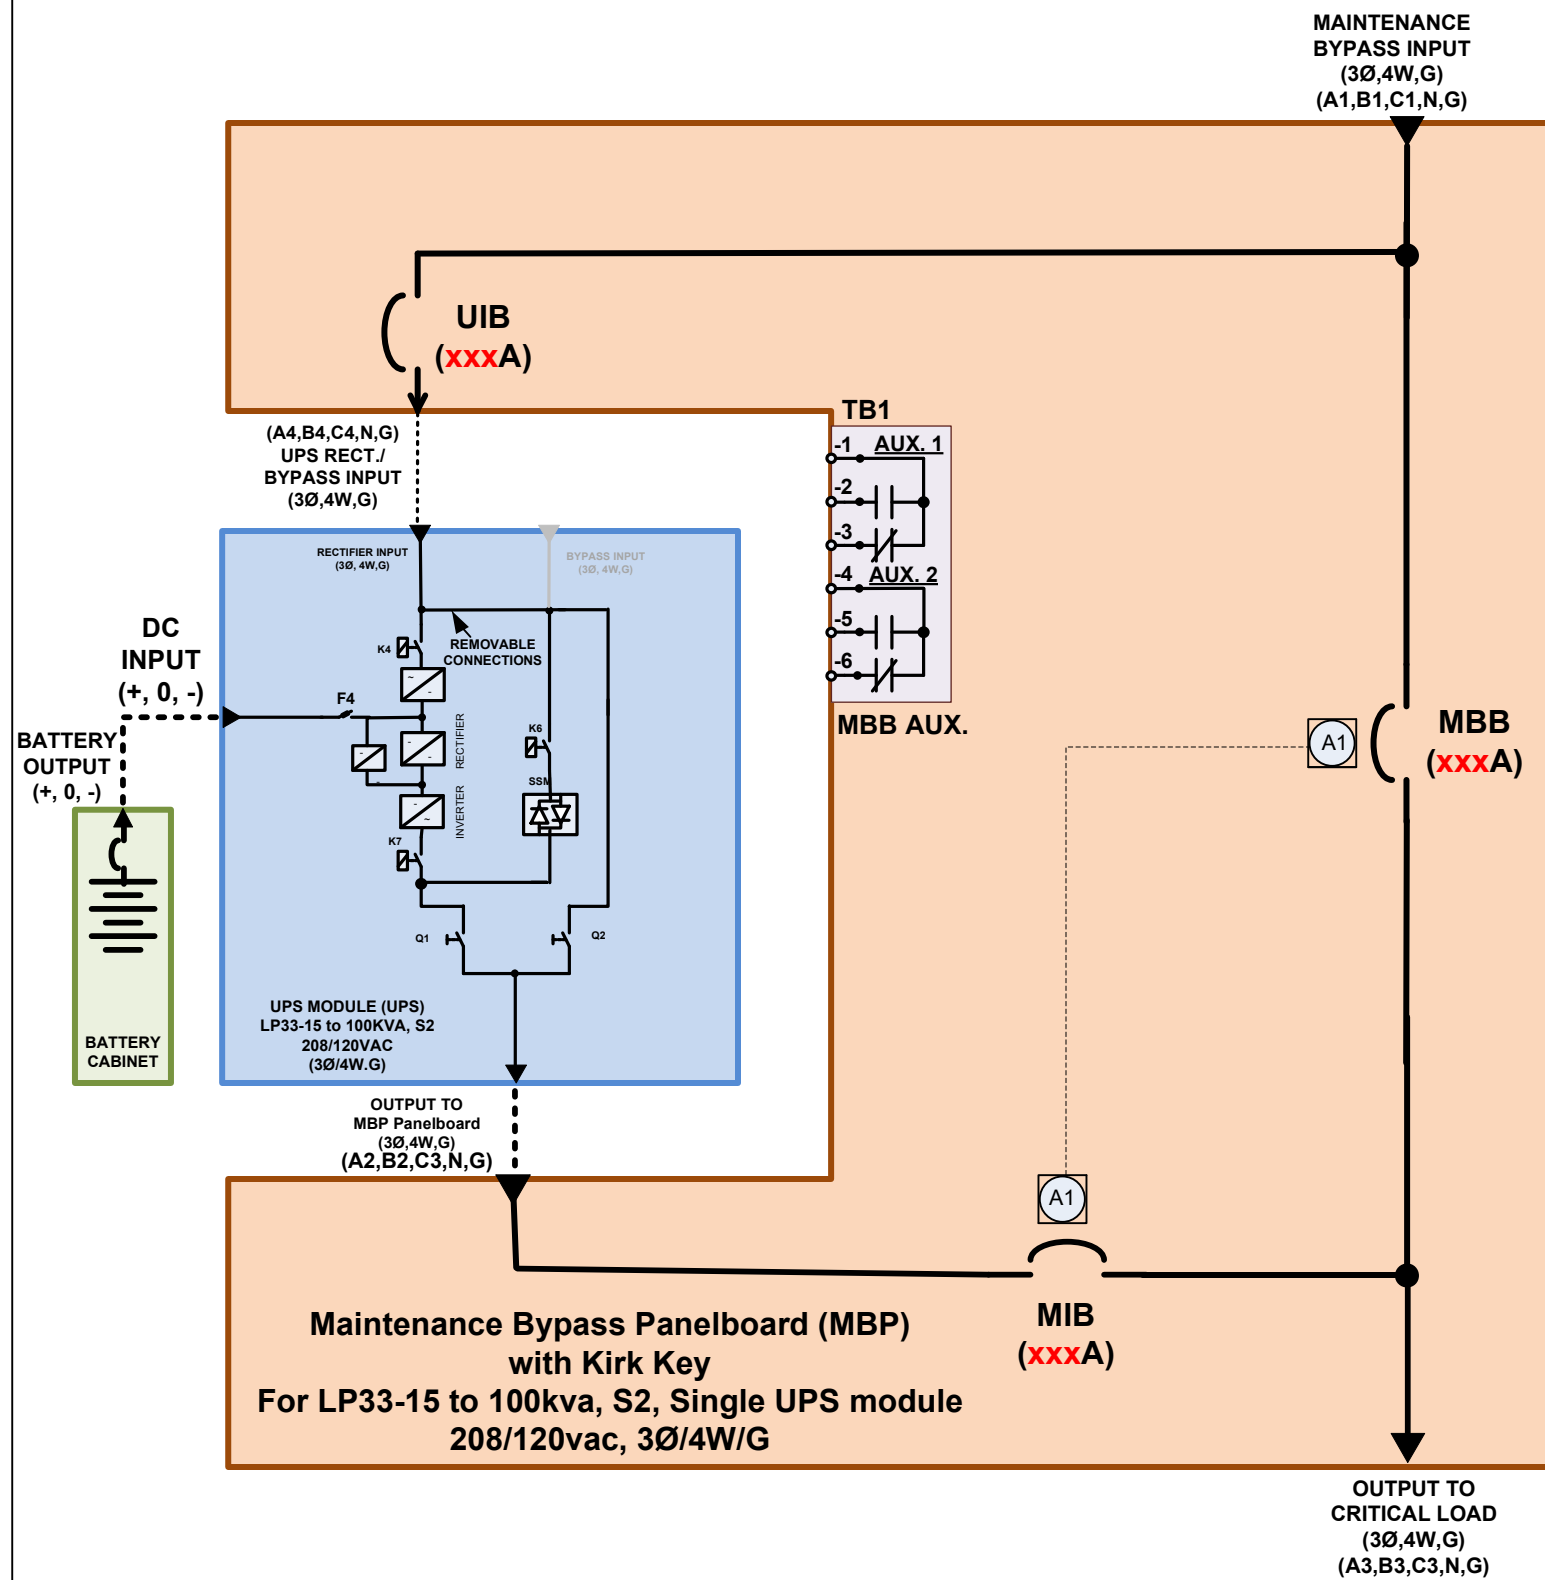 MAINTENANCE
BYPASS INPUT
(3Ø,4W,G)
(A1,B1,C1,N,G)
UIB
(xxxA)
(A4,B4,C4,N,G)
UPS RECT./
BYPASS INPUT
(3Ø,4W,G)
TB1
-1 AUX. 1
-2
-3
-4 AUX. 2
-5
-6
MBB AUX.
RECTIFIER INPUT
(3Ø, 4W,G)
BYPASS INPUT
(3Ø, 4W,G)
DC
INPUT
(+, 0, -)
K4
REMOVABLE
CONNECTIONS
F4
RECTIFIER
K6
SSM
INVERTER
K7
Q1
Q2
BATTERY
OUTPUT
(+, 0, -)
BATTERY
CABINET
UPS MODULE (UPS)
LP33-15 to 100KVA, S2
208/120VAC
(3Ø/4W.G)
A1
MBB
(xxxA)
OUTPUT TO
MBP Panelboard
(3Ø,4W,G)
(A2,B2,C3,N,G)
A1
MIB
(xxxA)
Maintenance Bypass Panelboard (MBP)
with Kirk Key
For LP33-15 to 100kva, S2, Single UPS module
208/120vac, 3Ø/4W/G
OUTPUT TO
CRITICAL LOAD
(3Ø,4W,G)
(A3,B3,C3,N,G)